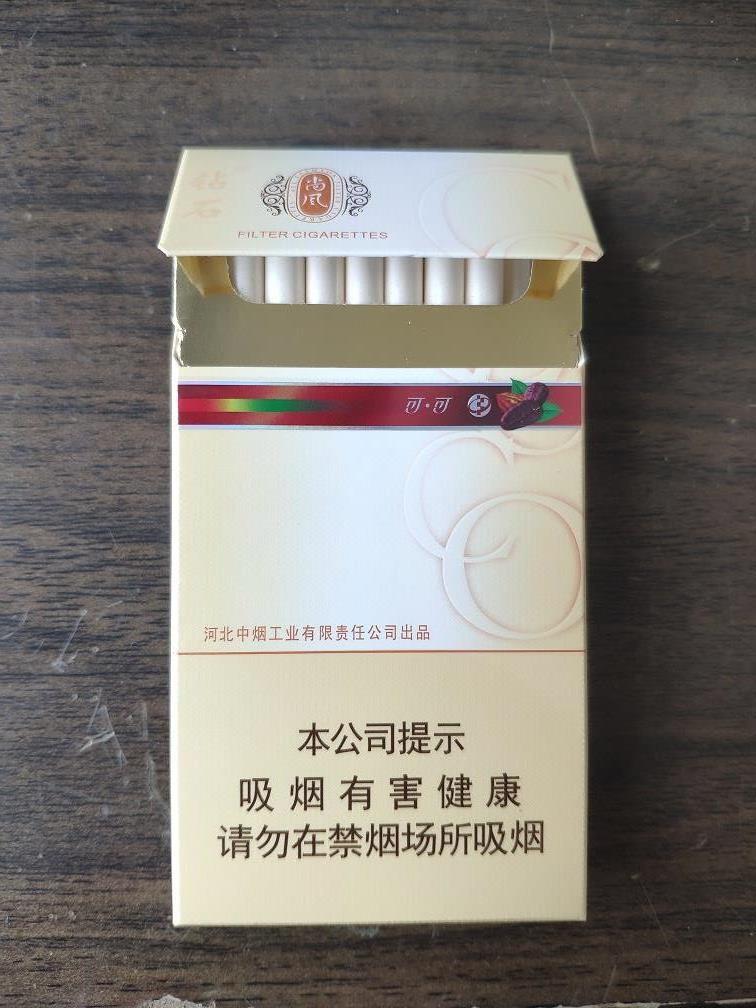 钻石
尚风
FILTER CIGARETTES
可·可
河北中烟工业有限责任公司出品
本公司提示
吸烟有害健康
请勿在禁烟场所吸烟